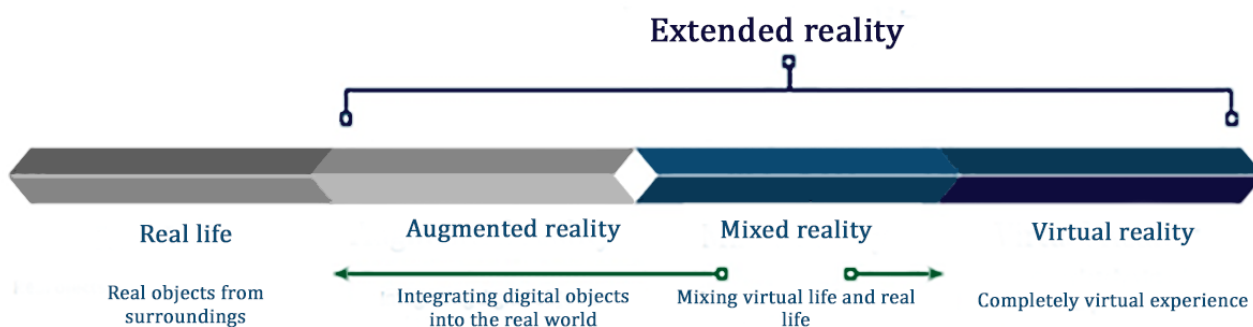 Extended reality
Real life
Augmented reality
Mixed reality
Virtual reality
Real objects from
surroundings
Integrating digital objects
into the real world
Mixing virtual life and real
life
Completely virtual experience